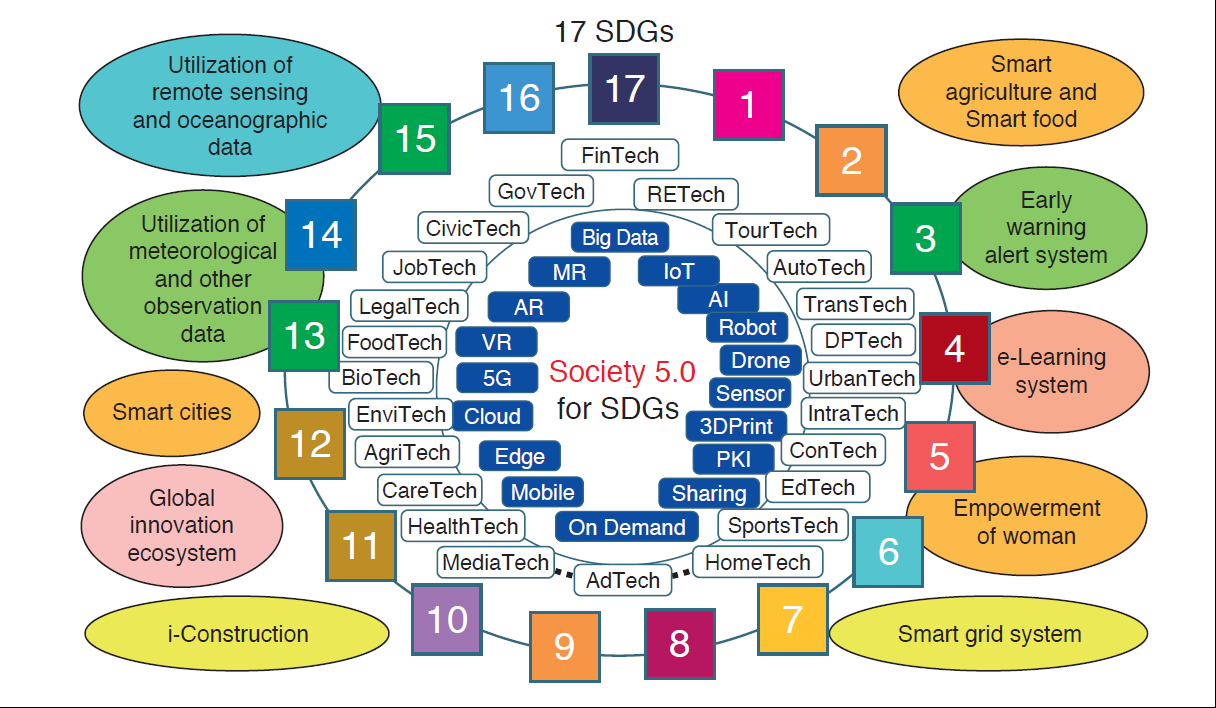 17 SDGs
Utilization of
remote sensing
and oceanographic
data
Utilization of
meteorological
and other
observation
data
Smart cities
Global
innovation
ecosystem
i-Construction
Smart
agriculture and
Smart food
Early
warning
alert system
e-Learning
system
Empowerment
of woman
Smart grid system
1
2
3
4
5
6
7
8
9
10
11
12
13
14
15
16
17
FinTech
RETech
TourTech
AutoTech
TransTech
DPTech
UrbanTech
IntraTech
ConTech
EdTech
SportsTech
HomeTech
AdTech
MediaTech
HealthTech
CareTech
AgriTech
EnviTech
BioTech
FoodTech
LegalTech
JobTech
CivicTech
GovTech
Big Data
IoT
AI
Robot
Drone
Sensor
3DPrint
PKI
Sharing
On Demand
Mobile
Edge
Cloud
5G
VR
AR
MR
Society 5.0
for SDGs